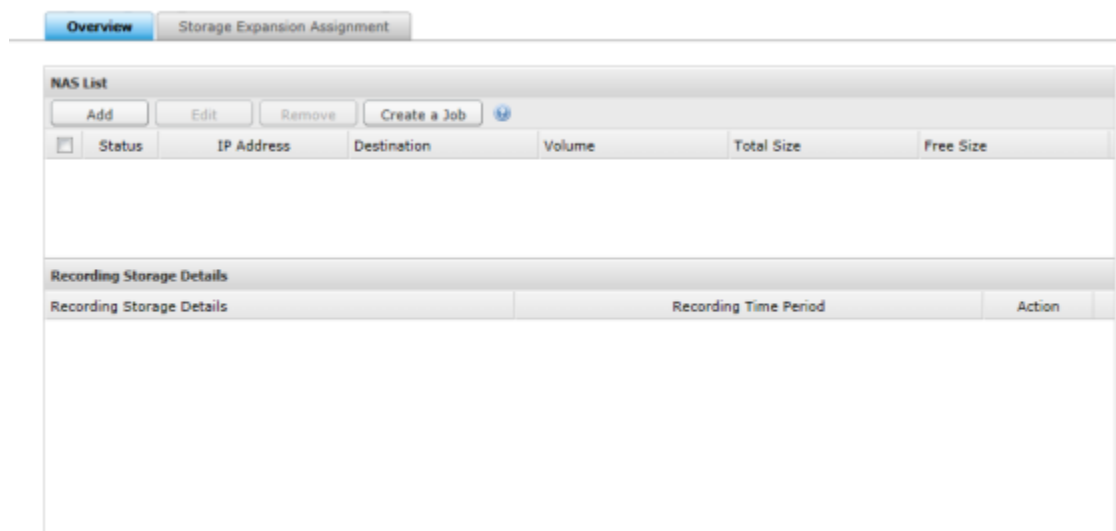 Overview Storage Expansion Assignment
NAS List
Add Edit Remove Create a Job
Status IP Address Destination Volume Total Size Free Size
Recording Storage Details
Recording Storage Details Recording Time Period Action